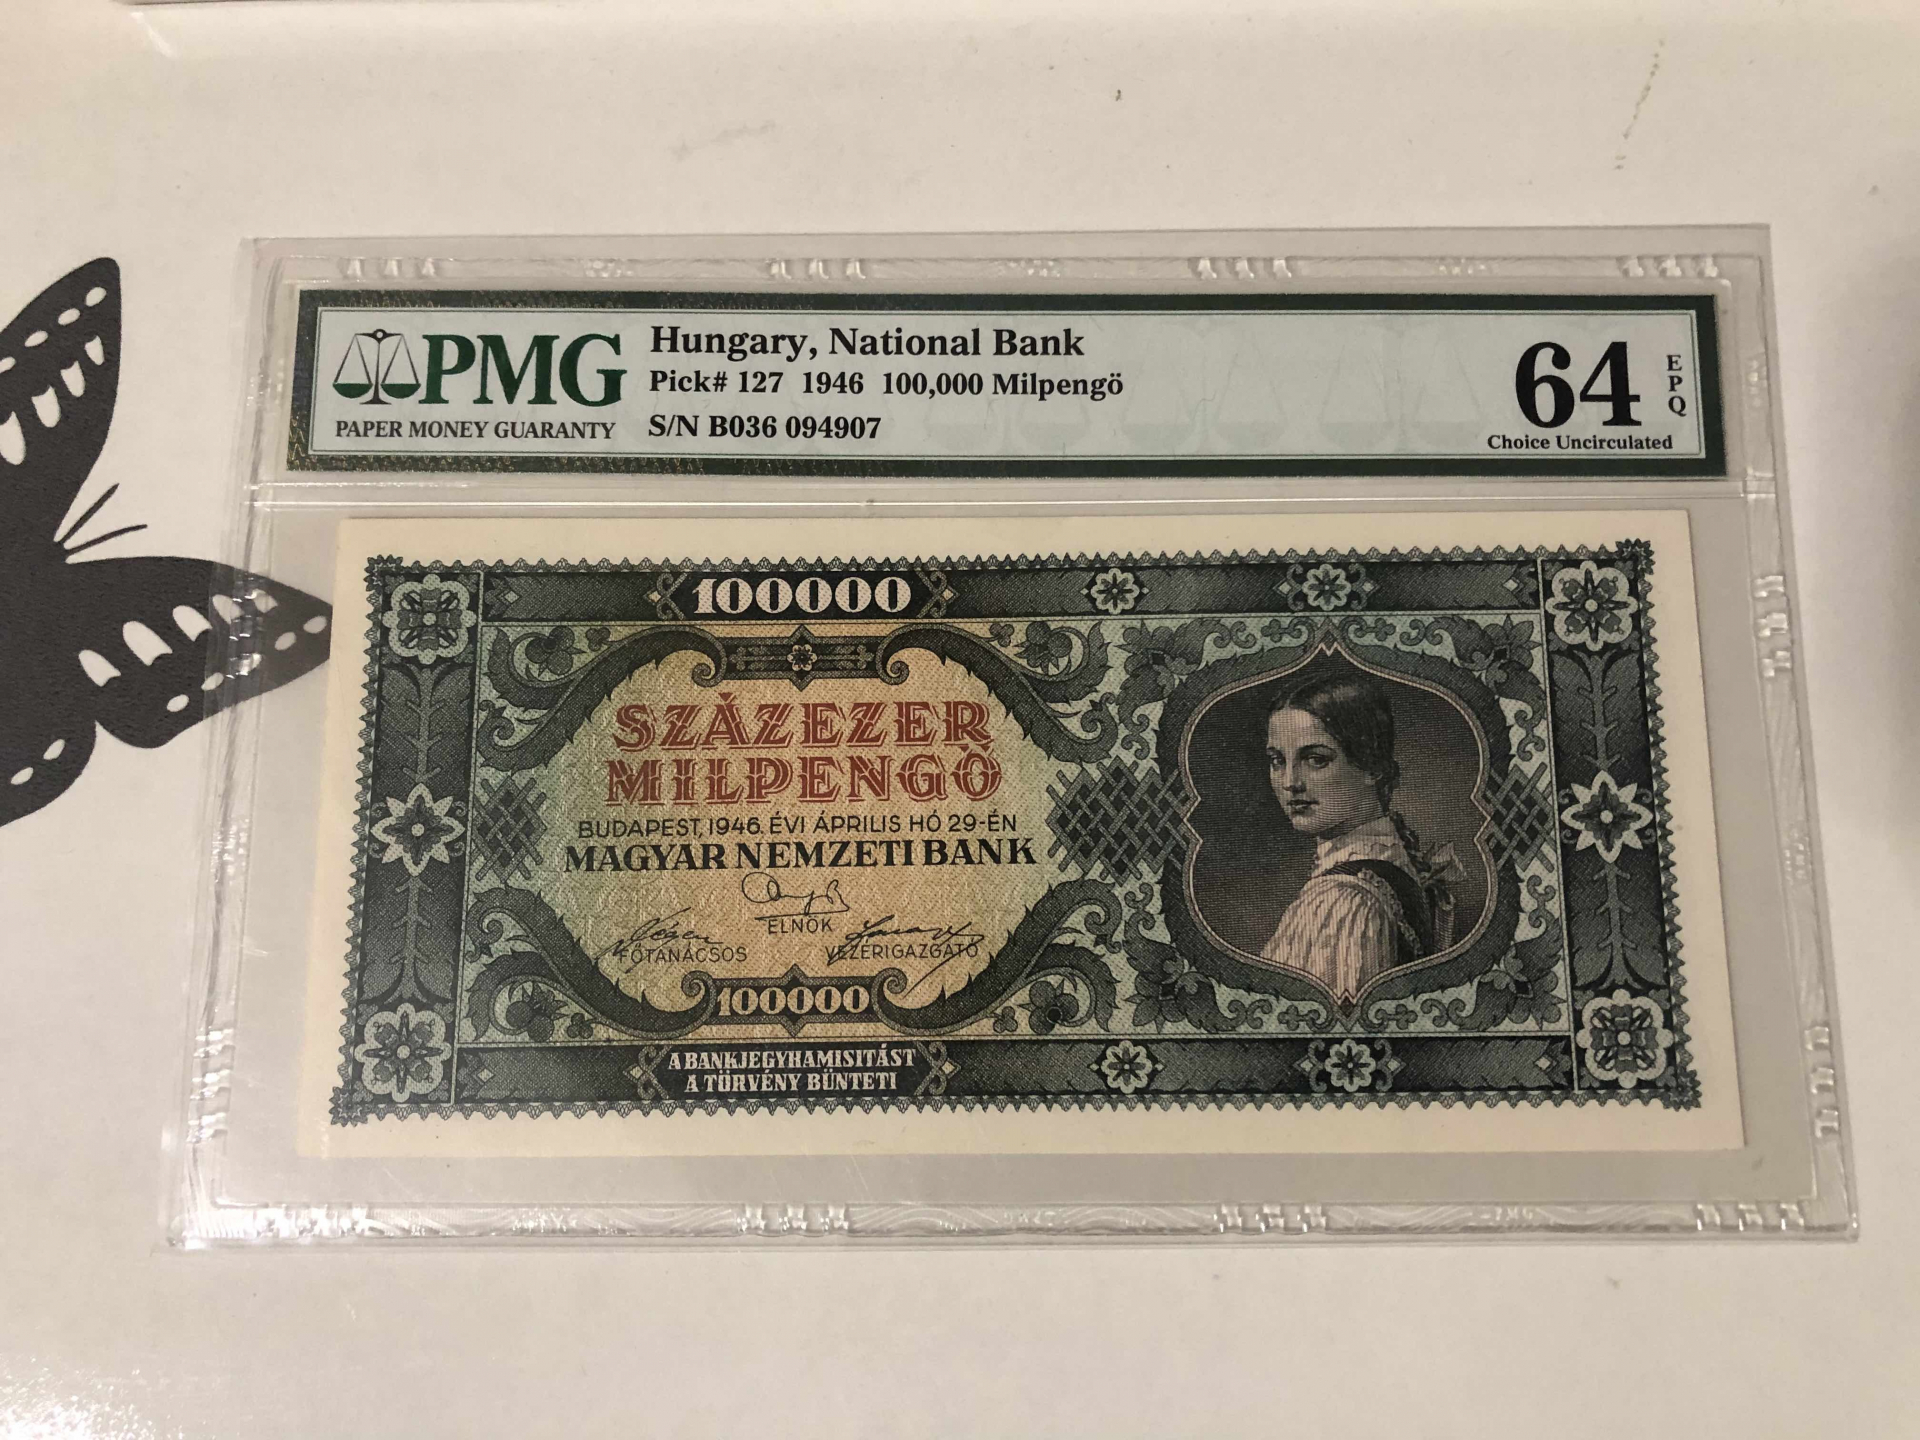 PMG
PAPER MONEY GUARANTY
Hungary, National Bank
Pick# 127 1946 100,000 Milpengö
S/N B036 094907
64
EPQ
Choice Uncirculated
100000
SZÁZEZER
MILPENGŐ
BUDAPEST, 1946. ÉVI ÁPRILIS HÓ 29-ÉN
MAGYAR NEMZETI BANK
ELNÖK
FŐTANÁCSOS VEZÉRIGAZGATÓ
100000
A BANKJEGYHAMISITÁST
A TÖRVÉNY BÜNTETI